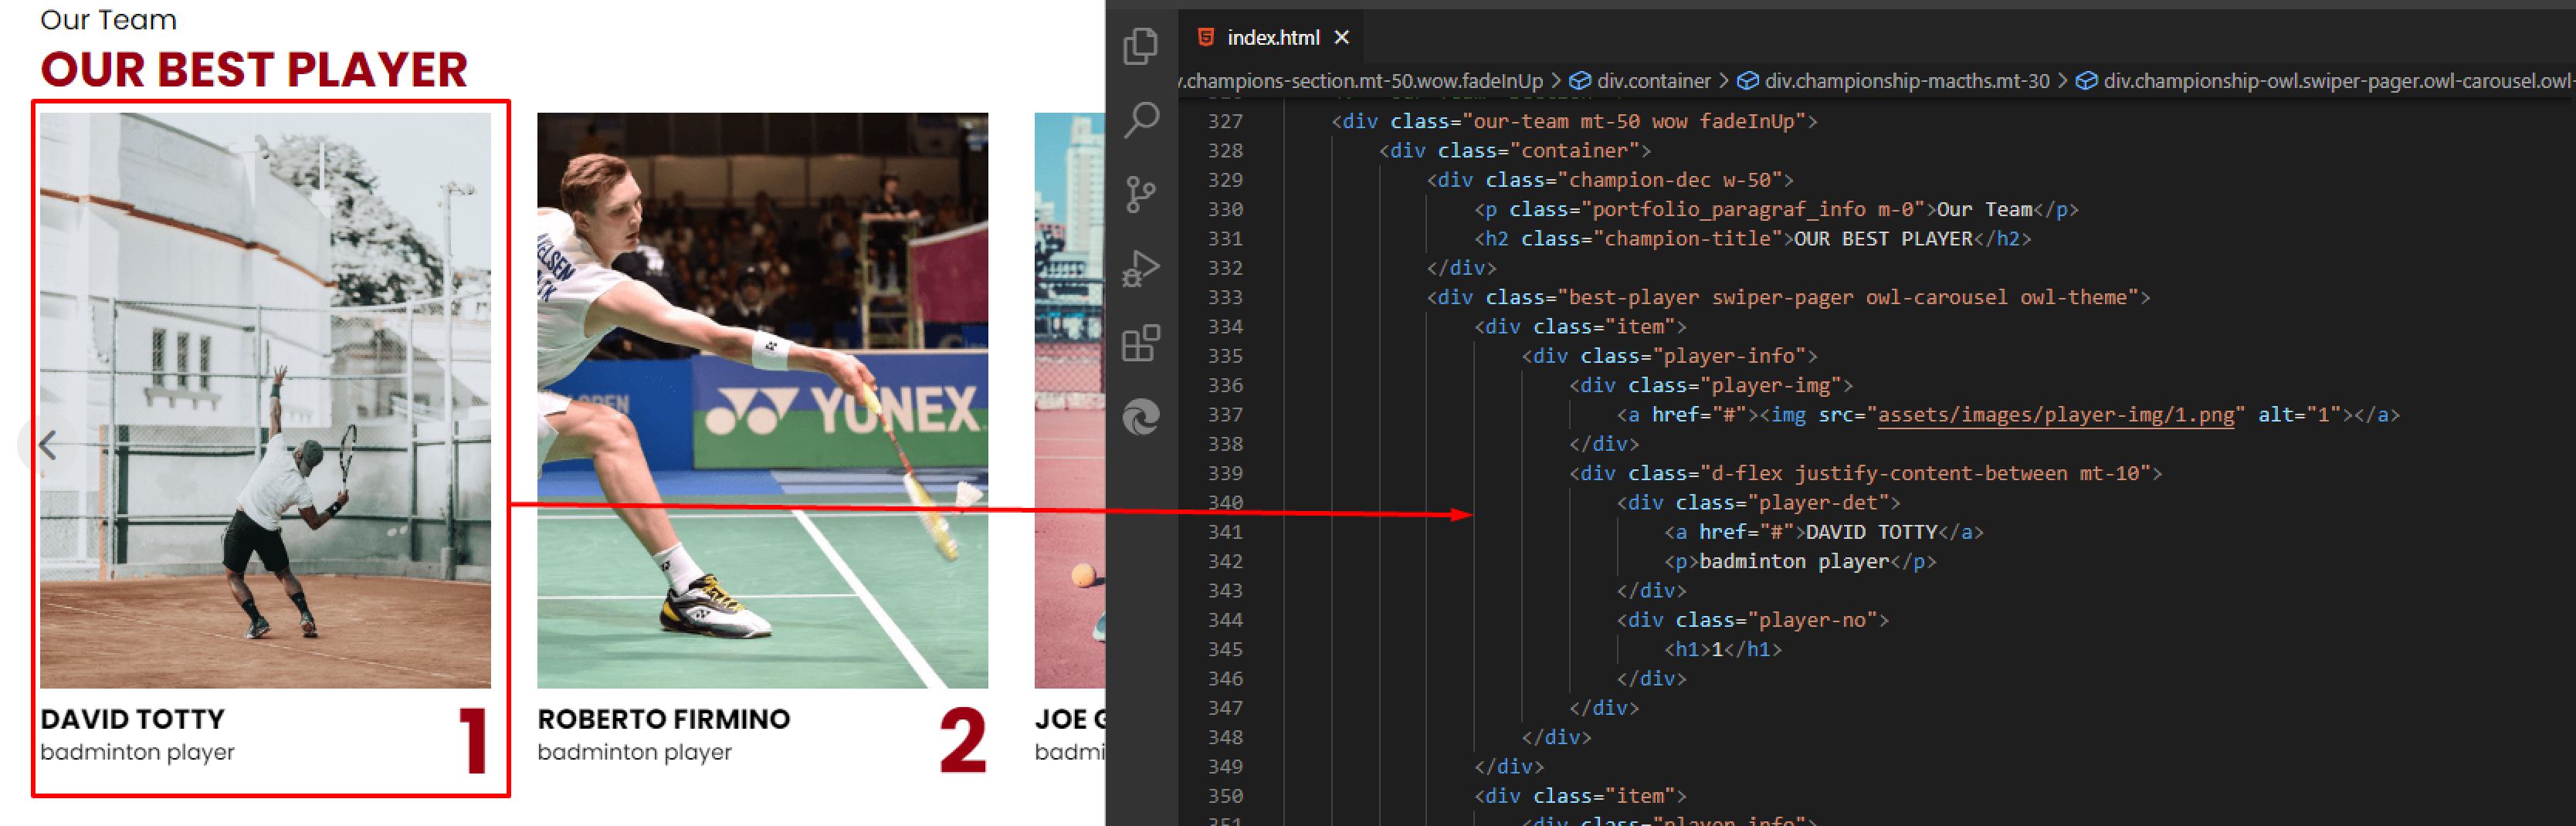 Our Team
OUR BEST PLAYER
YONEX
OPEN
DAVID TOTTY
badminton player
1
ROBERTO FIRMINO
badminton player
2
JOE
badmi
index.html
.champions-section.mt-50.wow.fadeInUp > div.container > div.championship-macths.mt-30 > div.championship-owl.swiper-pager.owl-carousel.owl-
327 <div class="our-team mt-50 wow fadeInUp">
328 <div class="container">
329 <div class="champion-dec w-50">
330 <p class="portfolio_paragraf_info m-0">Our Team</p>
331 <h2 class="champion-title">OUR BEST PLAYER</h2>
332 </div>
333 <div class="best-player swiper-pager owl-carousel owl-theme">
334 <div class="item">
335 <div class="player-info">
336 <div class="player-img">
337 <a href="#"><img src="assets/images/player-img/1.png" alt="1"></a>
338 </div>
339 <div class="d-flex justify-content-between mt-10">
340 <div class="player-det">
341 <a href="#">DAVID TOTTY</a>
342 <p>badminton player</p>
343 </div>
344 <div class="player-no">
345 <h1>1</h1>
346 </div>
347 </div>
348 </div>
349 </div>
350 <div class="item">
351 <div class="player-info">